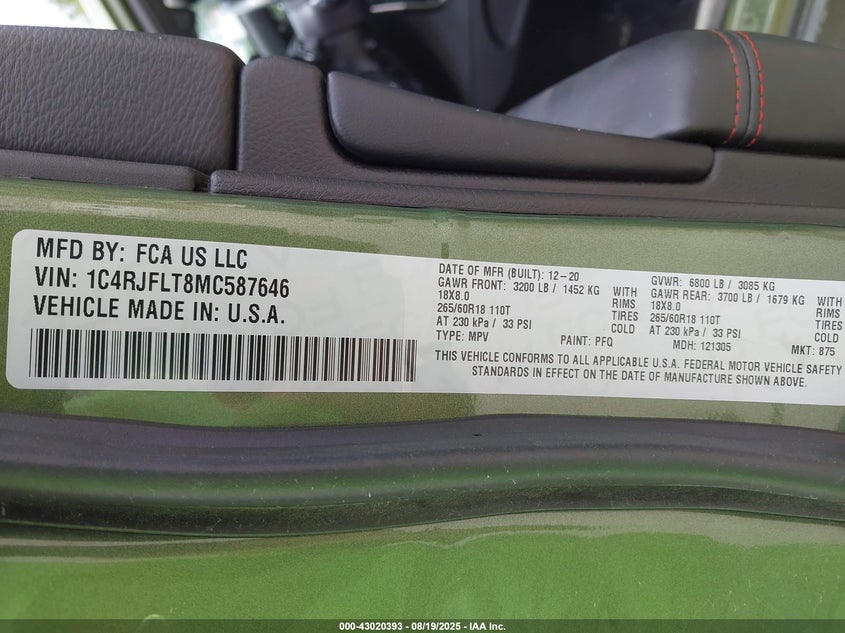 MFD BY: FCA US LLC
VIN: 1C4RJFLT8MC587646
VEHICLE MADE IN: U.S.A.
DATE OF MFR (BUILT): 12-20
GAWR FRONT: 3200 LB / 1452 KG WITH
18X8.0 RIMS
265/60R18 110T TIRES
AT 230 kPa / 33 PSI COLD
TYPE: MPV PAINT: PFQ
GVWR: 6800 LB / 3085 KG
GAWR REAR: 3700 LB / 1679 KG WITH
18X8.0 RIMS
265/60R18 110T TIRES
AT 230 kPa / 33 PSI COLD
MDH: 121305 MKT: 875
THIS VEHICLE CONFORMS TO ALL APPLICABLE U.S.A. FEDERAL MOTOR VEHICLE SAFETY
STANDARDS IN EFFECT ON THE DATE OF MANUFACTURE SHOWN ABOVE.
000-43020393 - 08/19/2025 - IAA Inc.